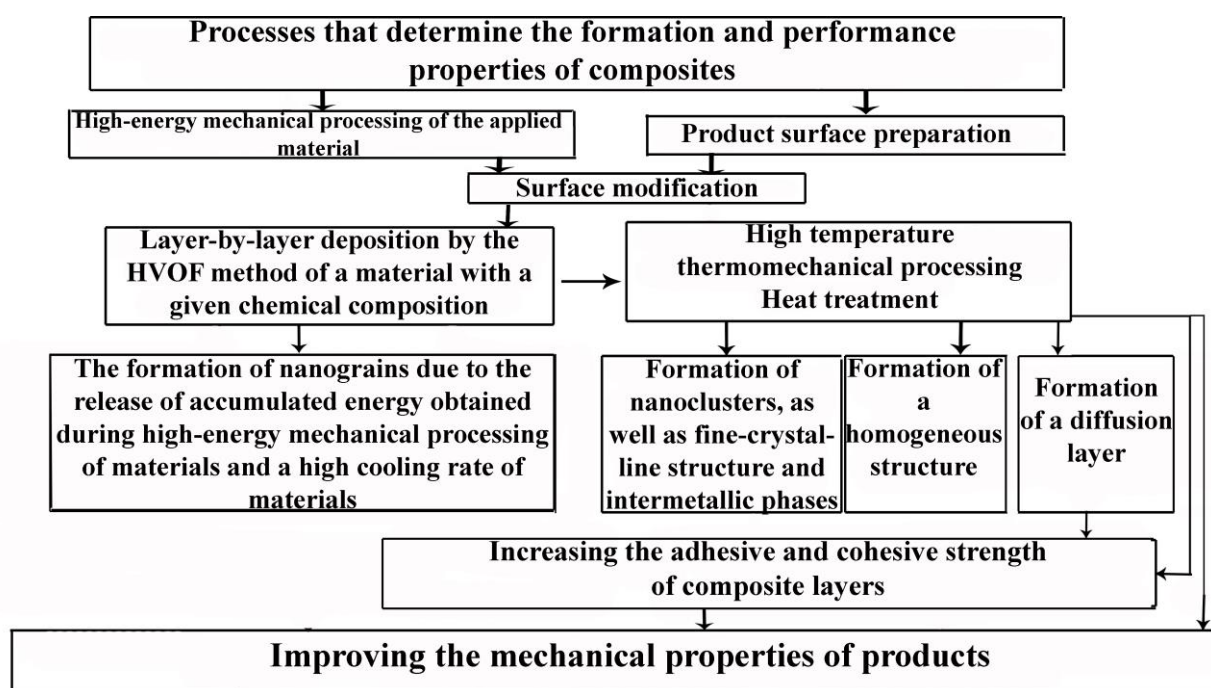 Processes that determine the formation and performance
properties of composites
High-energy mechanical processing of the applied
material
Product surface preparation
Surface modification
Layer-by-layer deposition by the
HVOF method of a material with a
given chemical composition
High temperature
thermomechanical processing
Heat treatment
The formation of nanograins due to the
release of accumulated energy obtained
during high-energy mechanical processing
of materials and a high cooling rate of
materials
Formation of
nanoclusters, as
well as fine-crystal-
line structure and
intermetallic phases
Formation of
a
homogeneous
structure
Formation
of a diffusion
layer
Increasing the adhesive and cohesive strength
of composite layers
Improving the mechanical properties of products